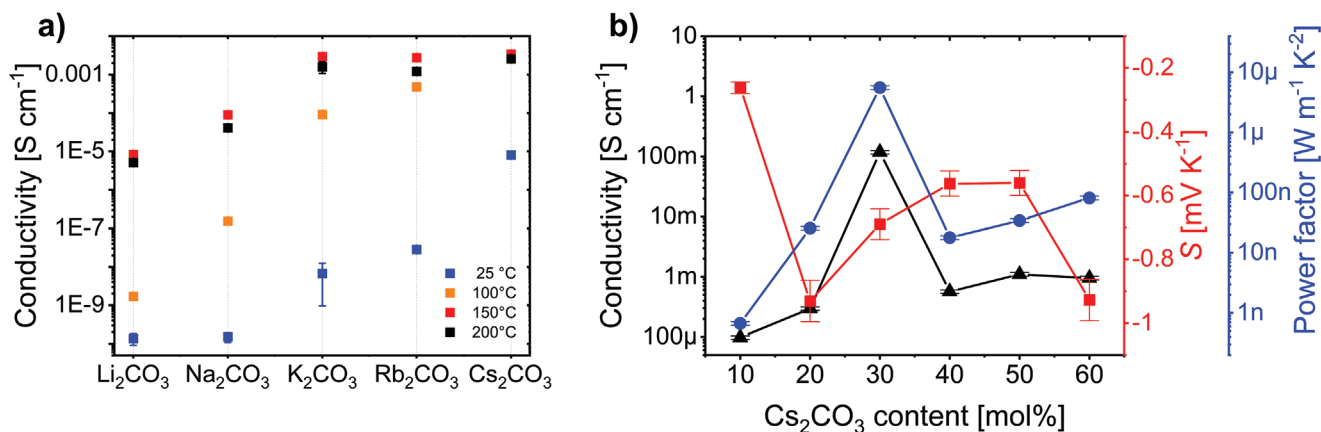 a)
Conductivity [S cm⁻¹]
0.001
1E-5
1E-7
1E-9
25 °C
100°C
150°C
200°C
Li₂CO₃ Na₂CO₃ K₂CO₃ Rb₂CO₃ Cs₂CO₃
b)
Conductivity [S cm⁻¹]
10
1
100m
10m
1m
100µ
10 20 30 40 50 60
Cs₂CO₃ content [mol%]
-0.2
-0.4
-0.6
-0.8
-1
S [mV K⁻¹]
10µ
1µ
100n
10n
1n
Power factor [W m⁻¹ K⁻²]